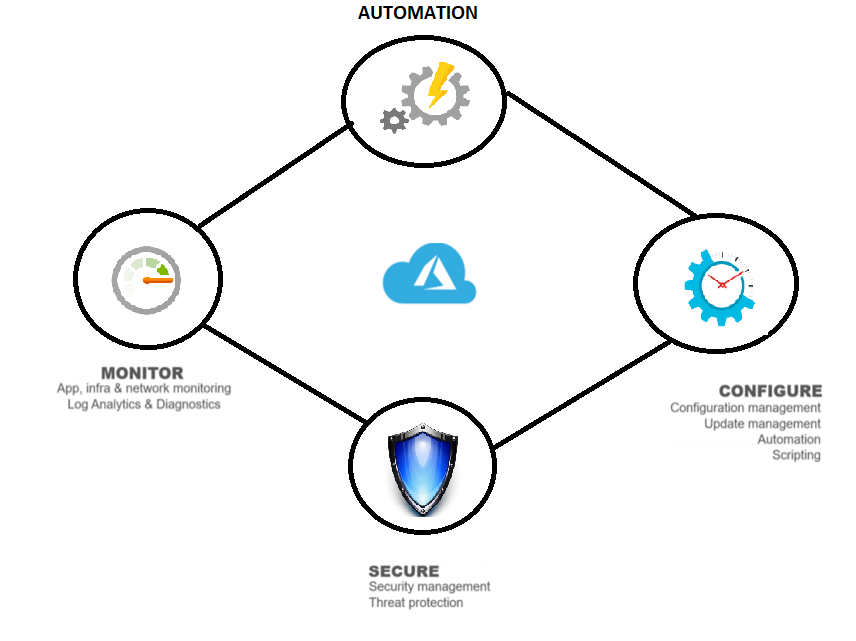 AUTOMATION
MONITOR
App, infra & network monitoring
Log Analytics & Diagnostics
CONFIGURE
Configuration management
Update management
Automation
Scripting
SECURE
Security management
Threat protection